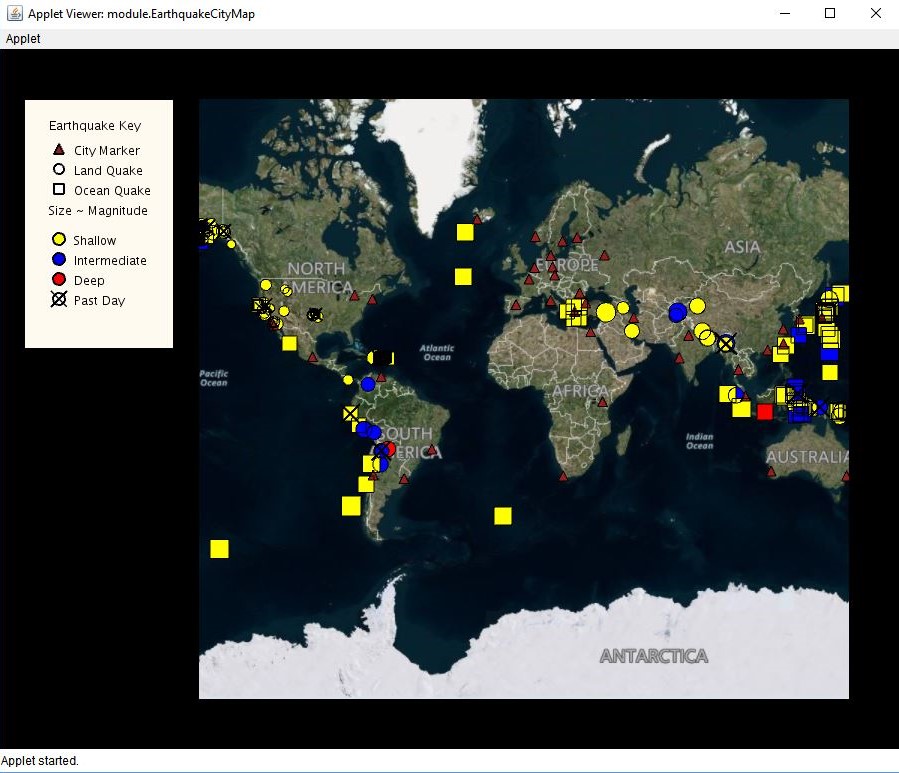 Applet Viewer: module.EarthquakeCityMap
Applet
Earthquake Key
City Marker
Land Quake
Ocean Quake
Size ~ Magnitude
Shallow
Intermediate
Deep
Past Day
NORTH
AMERICA
EUROPE
ASIA
Atlantic
Ocean
Pacific
Ocean
AFRICA
SOUTH
AMERICA
Indian
Ocean
AUSTRALIA
ANTARCTICA
Applet started.